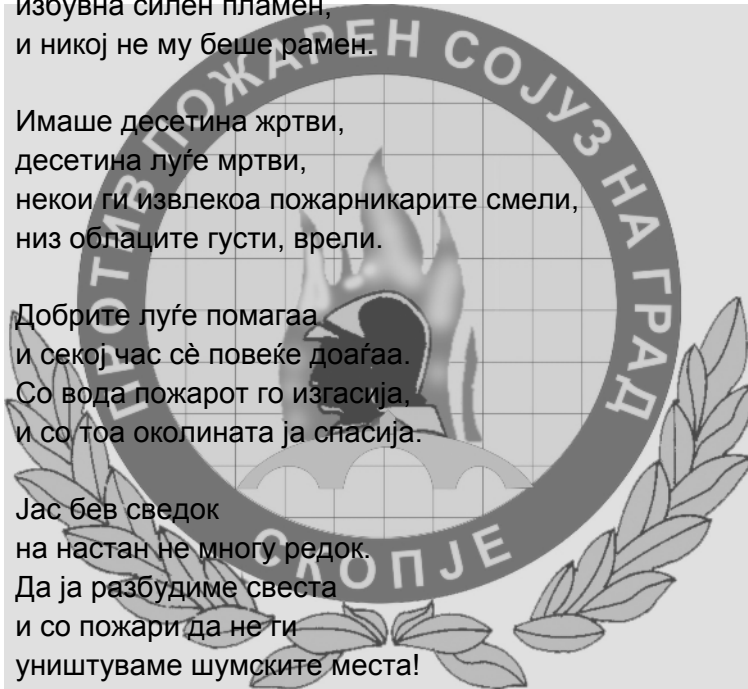 избувна силен пламен,
и никој не му беше рамен.
Имаше десетина жртви,
десетина луѓе мртви,
некои ги извлекоа пожарникарите смели,
низ облаците густи, врели.
Добрите луѓе помагаа
и секој час сѐ повеќе доаѓаа.
Со вода пожарот го изгасија,
и со тоа околината ја спасија.
Јас бев сведок
на настан не многу редок.
Да ја разбудиме свеста
и со пожари да не ги
уништуваме шумските места!
ПРОТИВ ПОЖАРЕН СОЈУЗ НА ГРАД
СКОПЈЕ